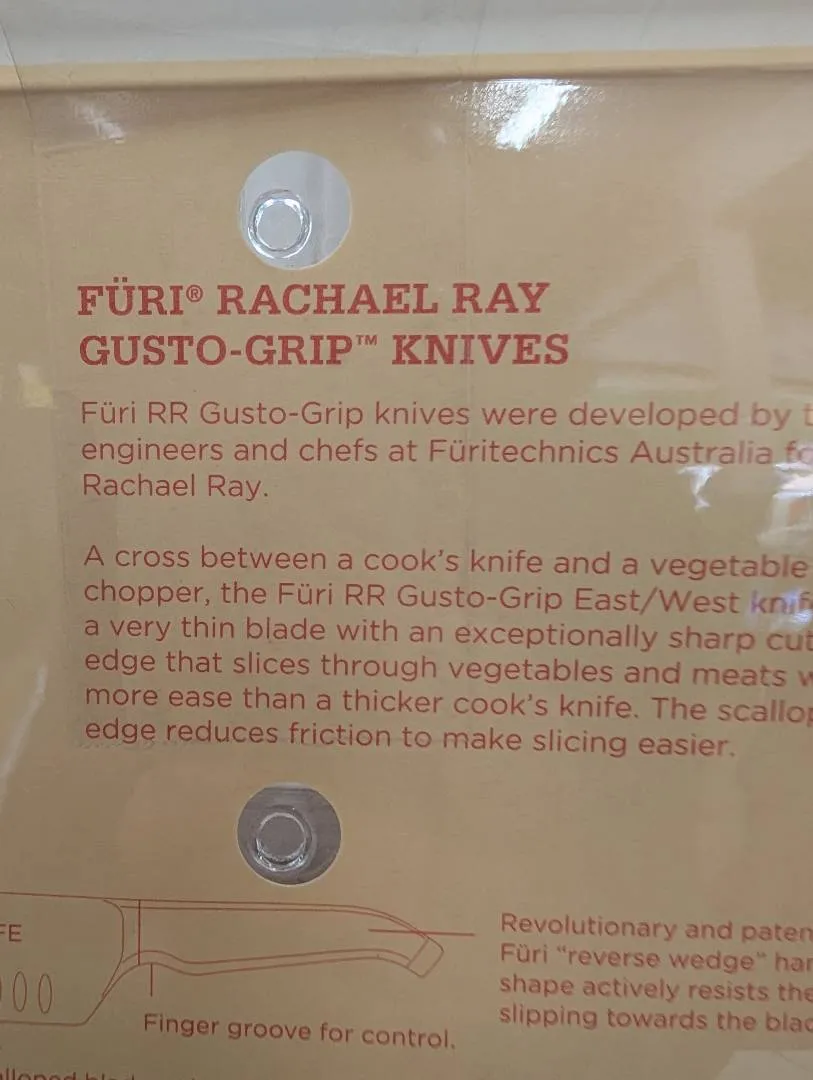 FÜRI® RACHAEL RAY
GUSTO-GRIP™ KNIVES
Füri RR Gusto-Grip knives were developed by
engineers and chefs at Füritechnics Australia
Rachael Ray.
A cross between a cook's knife and a vegetable
chopper, the Füri RR Gusto-Grip East/West
a very thin blade with an exceptionally sharp
edge that slices through vegetables and meats
more ease than a thicker cook's knife. The
edge reduces friction to make slicing easier.
Revolutionary and
Füri "reverse wedge"
shape actively resists the
slipping towards the
Finger groove for control.